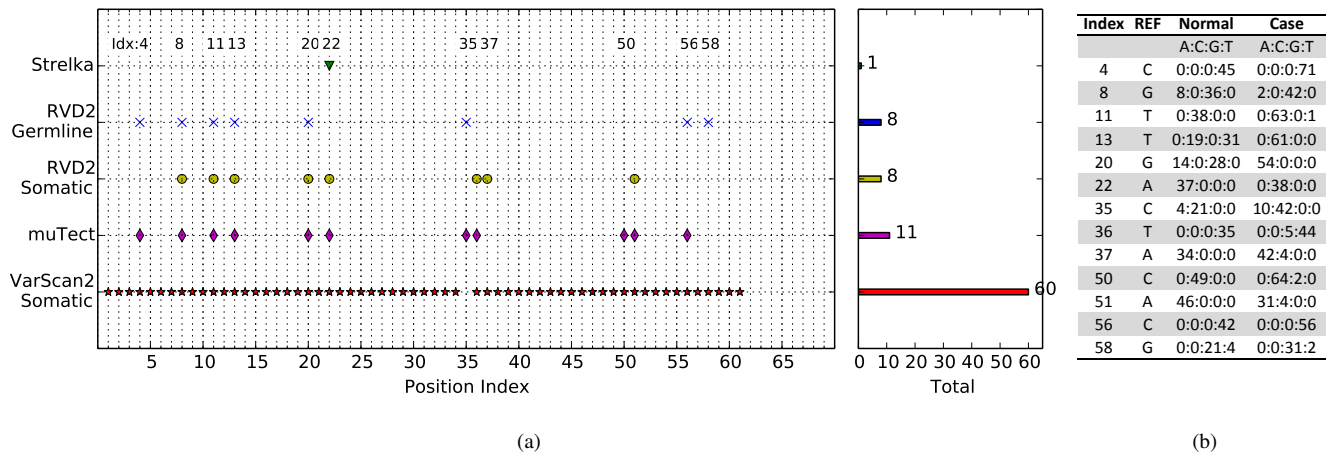 Idx:4 8 11 13 20 22 35 37 50 56 58
Strelka
RVD2
Germline
RVD2
Somatic
muTect
VarScan2
Somatic
5 10 15 20 25 30 35 40 45 50 55 60 65
Position Index
1
8
8
11
60
0 10 20 30 40 50 60
Total
Index REF Normal Case
A:C:G:T A:C:G:T
4 C 0:0:0:45 0:0:0:71
8 G 8:0:36:0 2:0:42:0
11 T 0:38:0:0 0:63:0:1
13 T 0:19:0:31 0:61:0:0
20 G 14:0:28:0 54:0:0:0
22 A 37:0:0:0 0:38:0:0
35 C 4:21:0:0 10:42:0:0
36 T 0:0:0:35 0:0:5:44
37 A 34:0:0:0 42:4:0:0
50 C 0:49:0:0 0:64:2:0
51 A 46:0:0:0 31:4:0:0
56 C 0:0:0:42 0:0:0:56
58 G 0:0:21:4 0:0:31:2
(a) (b)